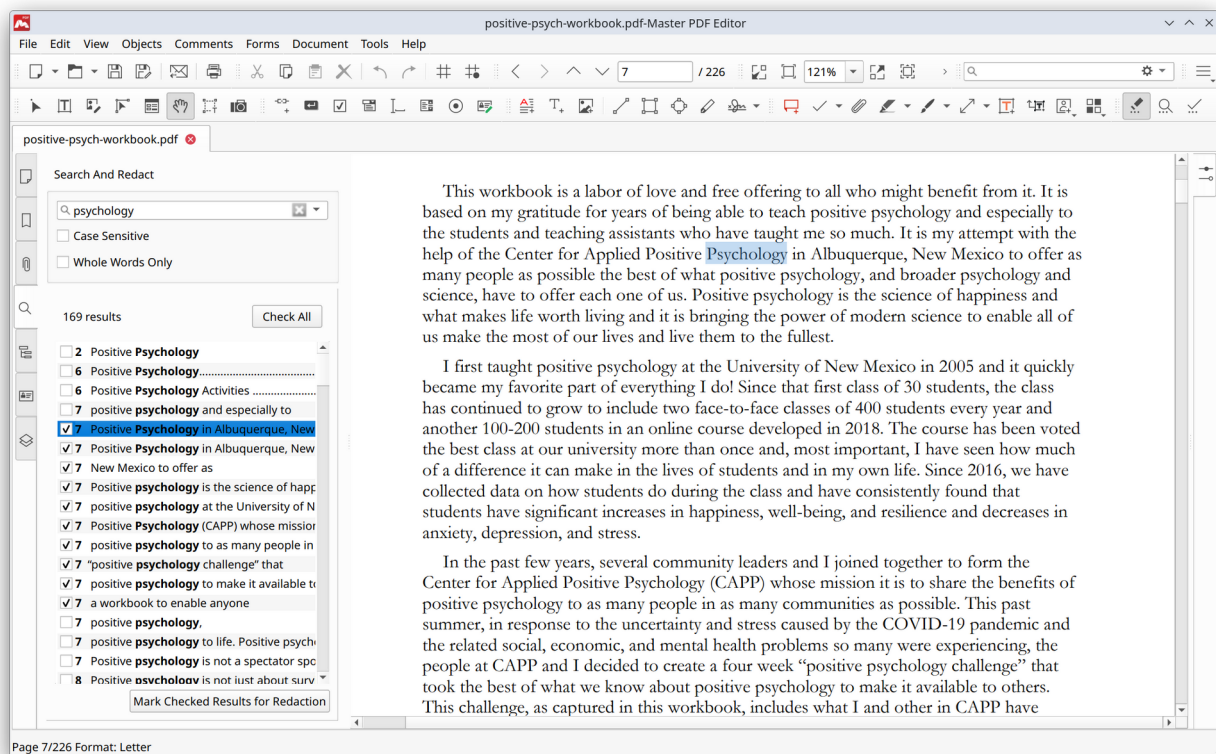 positive-psych-workbook.pdf-Master PDF Editor
File Edit View Objects Comments Forms Document Tools Help
7 / 226 121%
positive-psych-workbook.pdf
Search And Redact
psychology
Case Sensitive
Whole Words Only
169 results Check All
2 Positive Psychology
6 Positive Psychology......................
6 Positive Psychology Activities ...................
7 positive psychology and especially to
7 Positive Psychology in Albuquerque, New
7 Positive Psychology in Albuquerque, New
7 New Mexico to offer as
7 Positive psychology is the science of happ
7 positive psychology at the University of N
7 Positive Psychology (CAPP) whose mission
7 positive psychology to as many people in
7 “positive psychology challenge” that
7 positive psychology to make it available to
7 a workbook to enable anyone
7 positive psychology,
7 positive psychology to life. Positive psych
7 Positive psychology is not a spectator spo
8 Positive psychology is not just about surv
Mark Checked Results for Redaction
This workbook is a labor of love and free offering to all who might benefit from it. It is
based on my gratitude for years of being able to teach positive psychology and especially to
the students and teaching assistants who have taught me so much. It is my attempt with the
help of the Center for Applied Positive Psychology in Albuquerque, New Mexico to offer as
many people as possible the best of what positive psychology, and broader psychology and
science, have to offer each one of us. Positive psychology is the science of happiness and
what makes life worth living and it is bringing the power of modern science to enable all of
us make the most of our lives and live them to the fullest.
I first taught positive psychology at the University of New Mexico in 2005 and it quickly
became my favorite part of everything I do! Since that first class of 30 students, the class
has continued to grow to include two face-to-face classes of 400 students every year and
another 100-200 students in an online course developed in 2018. The course has been voted
the best class at our university more than once and, most important, I have seen how much
of a difference it can make in the lives of students and in my own life. Since 2016, we have
collected data on how students do during the class and have consistently found that
students have significant increases in happiness, well-being, and resilience and decreases in
anxiety, depression, and stress.
In the past few years, several community leaders and I joined together to form the
Center for Applied Positive Psychology (CAPP) whose mission it is to share the benefits of
positive psychology to as many people in as many communities as possible. This past
summer, in response to the uncertainty and stress caused by the COVID-19 pandemic and
the related social, economic, and mental health problems so many were experiencing, the
people at CAPP and I decided to create a four week “positive psychology challenge” that
took the best of what we know about positive psychology to make it available to others.
This challenge, as captured in this workbook, includes what I and other in CAPP have
Page 7/226 Format: Letter